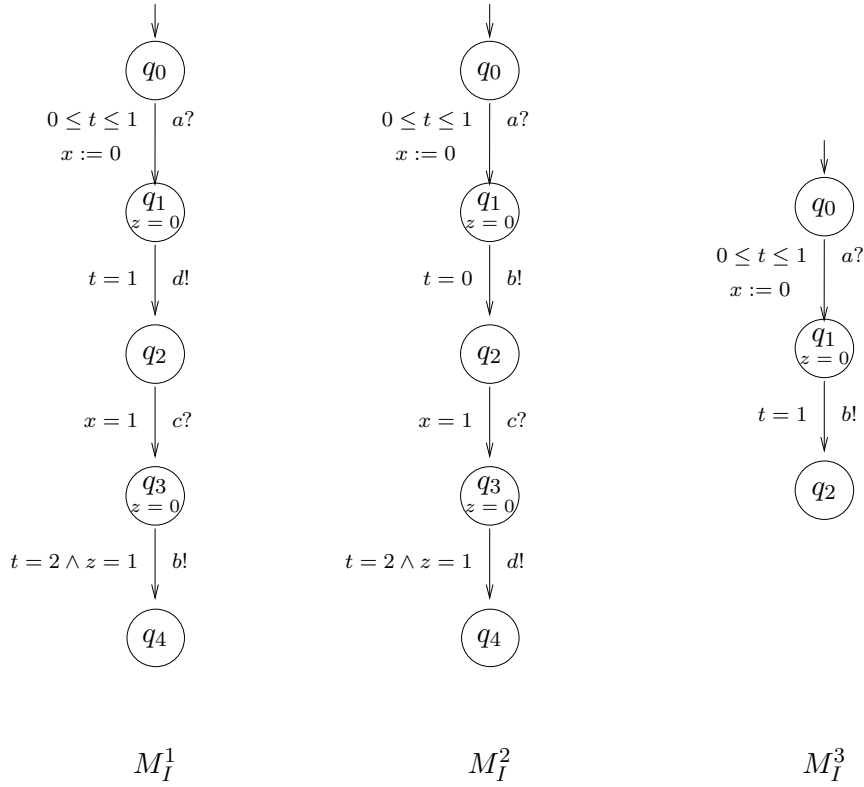 q0
0 ≤ t ≤ 1 a?
x := 0
q1
z = 0
t = 1 d!
q2
x = 1 c?
q3
z = 0
t = 2 ∧ z = 1 b!
q4
M_I^1
q0
0 ≤ t ≤ 1 a?
x := 0
q1
z = 0
t = 0 b!
q2
x = 1 c?
q3
z = 0
t = 2 ∧ z = 1 d!
q4
M_I^2
q0
0 ≤ t ≤ 1 a?
x := 0
q1
z = 0
t = 1 b!
q2
M_I^3